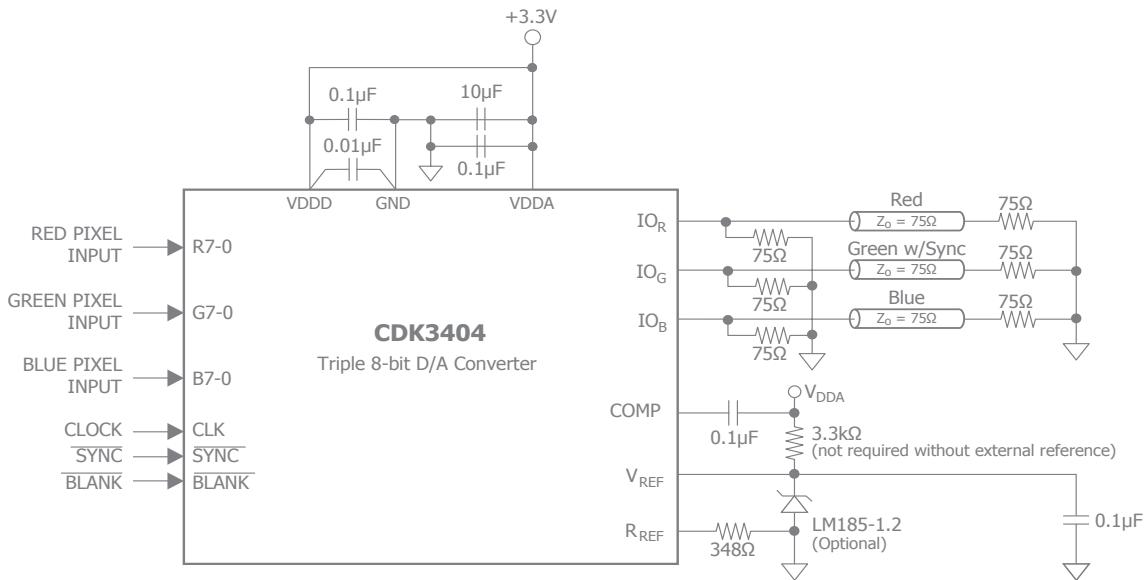 +3.3V
0.1µF
10µF
0.01µF
0.1µF
VDDD
GND
VDDA
RED PIXEL
INPUT
R7-0
GREEN PIXEL
INPUT
G7-0
BLUE PIXEL
INPUT
B7-0
CLOCK
CLK
SYNC
SYNC
BLANK
BLANK
CDK3404
Triple 8-bit D/A Converter
IOR
Red
Zo = 75Ω
75Ω
75Ω
IOG
Green w/Sync
Zo = 75Ω
75Ω
75Ω
IOB
Blue
Zo = 75Ω
75Ω
75Ω
COMP
0.1µF
VDDA
3.3kΩ
(not required without external reference)
VREF
LM185-1.2
(Optional)
0.1µF
RREF
348Ω